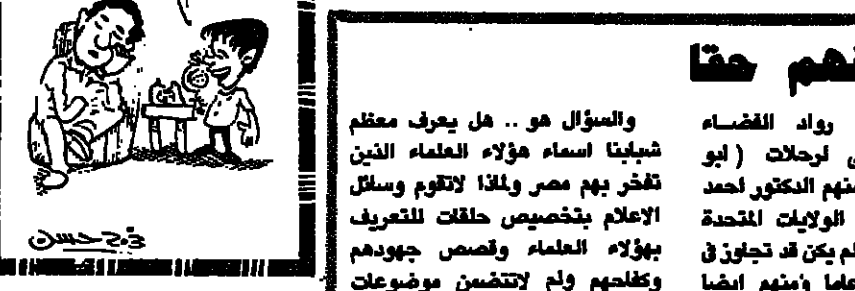 نهم حقا
رواد الفضاء
لرحلات ( ابو
منهم الدكتور احمد
الولايات المتحدة
لم يكن قد تجاوز فى
عاما ومنهم ايضا
والسؤال هو .. هل يعرف معظم
شبابنا اسماء هؤلاء العلماء الذين
تفخر بهم مصر ولماذا لاتقوم وسائل
الاعلام بتخصيص حلقات للتعريف
بهؤلاء العلماء وقصص جهودهم
وكفاحهم ولم لاتتضمن موضوعات
حسن